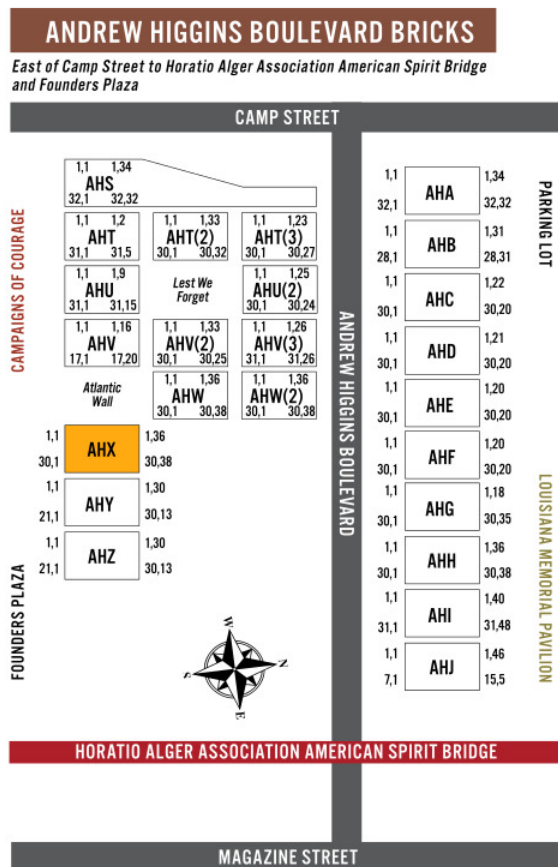 ANDREW HIGGINS BOULEVARD BRICKS
East of Camp Street to Horatio Alger Association American Spirit Bridge
and Founders Plaza
CAMP STREET
CAMPAIGNS OF COURAGE
FOUNDERS PLAZA
1,1 1,34
AHS
32,1 32,32
1,1 1,2
AHT
31,1 31,5
1,1 1,33
AHT(2)
30,1 30,32
1,1 1,23
AHT(3)
30,1 30,27
1,1 1,9
AHU
31,1 31,15
Lest We
Forget
1,1 1,25
AHU(2)
30,1 30,24
1,1 1,16
AHV
17,1 17,20
1,1 1,33
AHV(2)
30,1 30,25
1,1 1,26
AHV(3)
31,1 31,26
Atlantic
Wall
1,1 1,36
AHW
30,1 30,38
1,1 1,36
AHW(2)
30,1 30,38
1,1 1,36
AHX
30,1 30,38
1,1 1,30
AHY
21,1 30,13
1,1 1,30
AHZ
21,1 30,13
W
N
S
E
ANDREW HIGGINS BOULEVARD
1,1 1,34
AHA
32,1 32,32
1,1 1,31
AHB
28,1 28,31
1,1 1,22
AHC
30,1 30,20
1,1 1,21
AHD
30,1 30,20
1,1 1,20
AHE
30,1 30,20
1,1 1,20
AHF
30,1 30,20
1,1 1,18
AHG
30,1 30,35
1,1 1,36
AHH
30,1 30,38
1,1 1,40
AHI
31,1 31,48
1,1 1,46
AHJ
7,1 15,5
PARKING LOT
LOUISIANA MEMORIAL PAVILION
HORATIO ALGER ASSOCIATION AMERICAN SPIRIT BRIDGE
MAGAZINE STREET